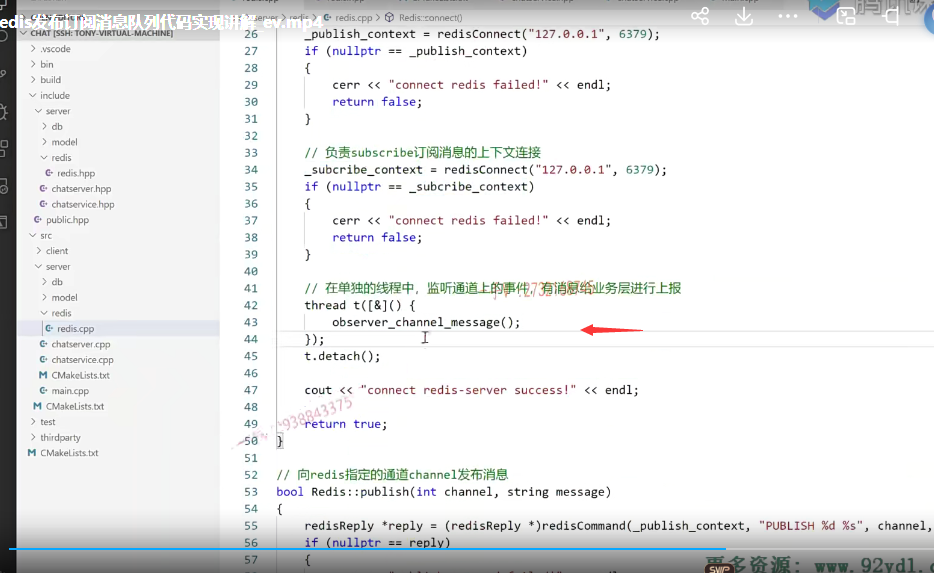 redis发布订阅消息队列代码实现讲解_ev.mp4
CHAT [SSH: TONY-VIRTUAL-MACHINE]
.vscode
bin
build
include
server
db
model
redis
redis.hpp
chatserver.hpp
chatservice.hpp
public.hpp
src
client
server
db
model
redis
redis.cpp
chatserver.cpp
chatservice.cpp
CMakeLists.txt
main.cpp
CMakeLists.txt
test
thirdparty
CMakeLists.txt
src > server > redis > redis.cpp > Redis::connect()
26 _publish_context = redisConnect("127.0.0.1", 6379);
27 if (nullptr == _publish_context)
28 {
29 cerr << "connect redis failed!" << endl;
30 return false;
31 }
32
33 // 负责subscribe订阅消息的上下文连接
34 _subcribe_context = redisConnect("127.0.0.1", 6379);
35 if (nullptr == _subcribe_context)
36 {
37 cerr << "connect redis failed!" << endl;
38 return false;
39 }
40
41 // 在单独的线程中，监听通道上的事件，有消息给业务层进行上报
42 thread t([&]() {
43 observer_channel_message();
44 });
45 t.detach();
46
47 cout << "connect redis-server success!" << endl;
48
49 return true;
50 }
51
52 // 向redis指定的通道channel发布消息
53 bool Redis::publish(int channel, string message)
54 {
55 redisReply *reply = (redisReply *)redisCommand(_publish_context, "PUBLISH %d %s", channel,
56 if (nullptr == reply)
57 {
938843375
SVIP
更多资源：www.92yd1.